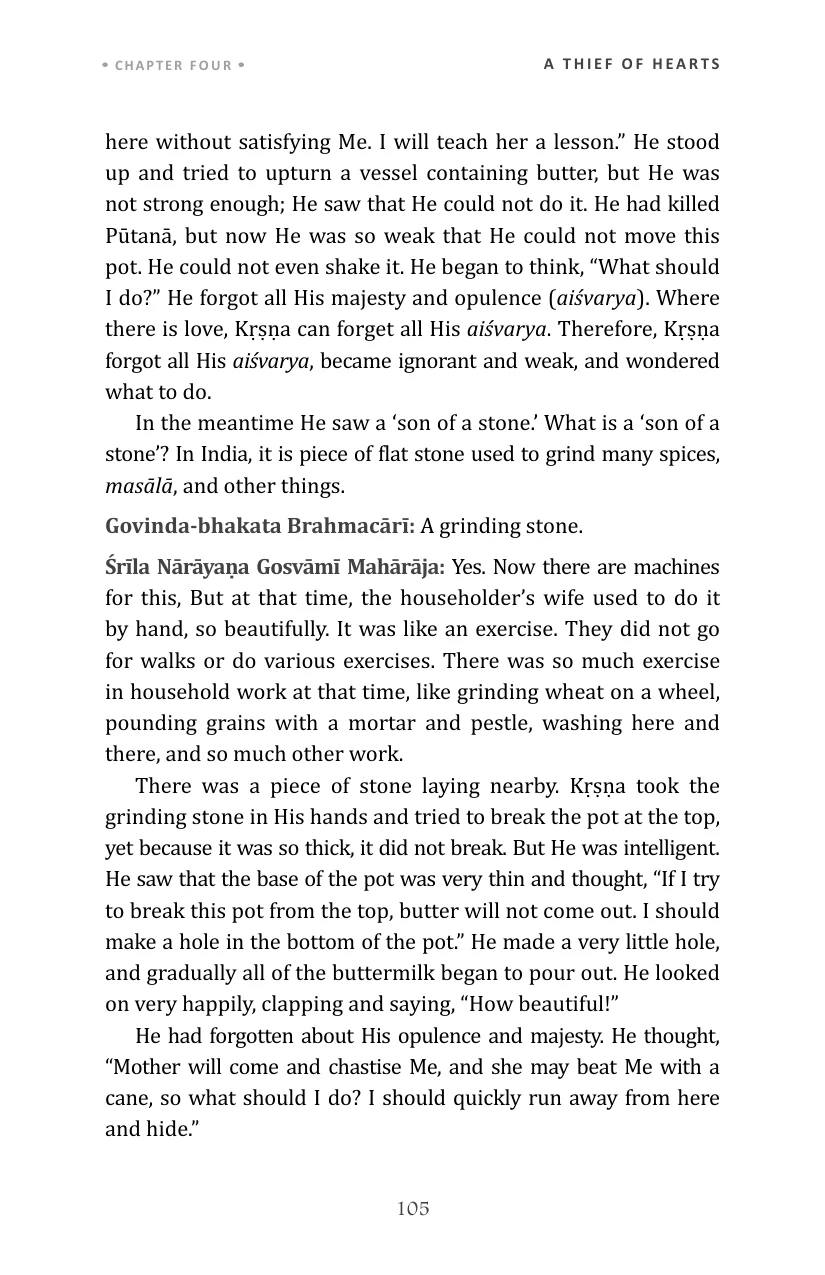 • CHAPTER FOUR •
A THIEF OF HEARTS
here without satisfying Me. I will teach her a lesson.” He stood
up and tried to upturn a vessel containing butter, but He was
not strong enough; He saw that He could not do it. He had killed
Pūtanā, but now He was so weak that He could not move this
pot. He could not even shake it. He began to think, “What should
I do?” He forgot all His majesty and opulence (aiśvarya). Where
there is love, Kṛṣṇa can forget all His aiśvarya. Therefore, Kṛṣṇa
forgot all His aiśvarya, became ignorant and weak, and wondered
what to do.
In the meantime He saw a ‘son of a stone.’ What is a ‘son of a
stone’? In India, it is piece of flat stone used to grind many spices,
masālā, and other things.
Govinda-bhakata Brahmacārī: A grinding stone.
Śrīla Nārāyaṇa Gosvāmī Mahārāja: Yes. Now there are machines
for this, But at that time, the householder’s wife used to do it
by hand, so beautifully. It was like an exercise. They did not go
for walks or do various exercises. There was so much exercise
in household work at that time, like grinding wheat on a wheel,
pounding grains with a mortar and pestle, washing here and
there, and so much other work.
There was a piece of stone laying nearby. Kṛṣṇa took the
grinding stone in His hands and tried to break the pot at the top,
yet because it was so thick, it did not break. But He was intelligent.
He saw that the base of the pot was very thin and thought, “If I try
to break this pot from the top, butter will not come out. I should
make a hole in the bottom of the pot.” He made a very little hole,
and gradually all of the buttermilk began to pour out. He looked
on very happily, clapping and saying, “How beautiful!”
He had forgotten about His opulence and majesty. He thought,
“Mother will come and chastise Me, and she may beat Me with a
cane, so what should I do? I should quickly run away from here
and hide.”
105